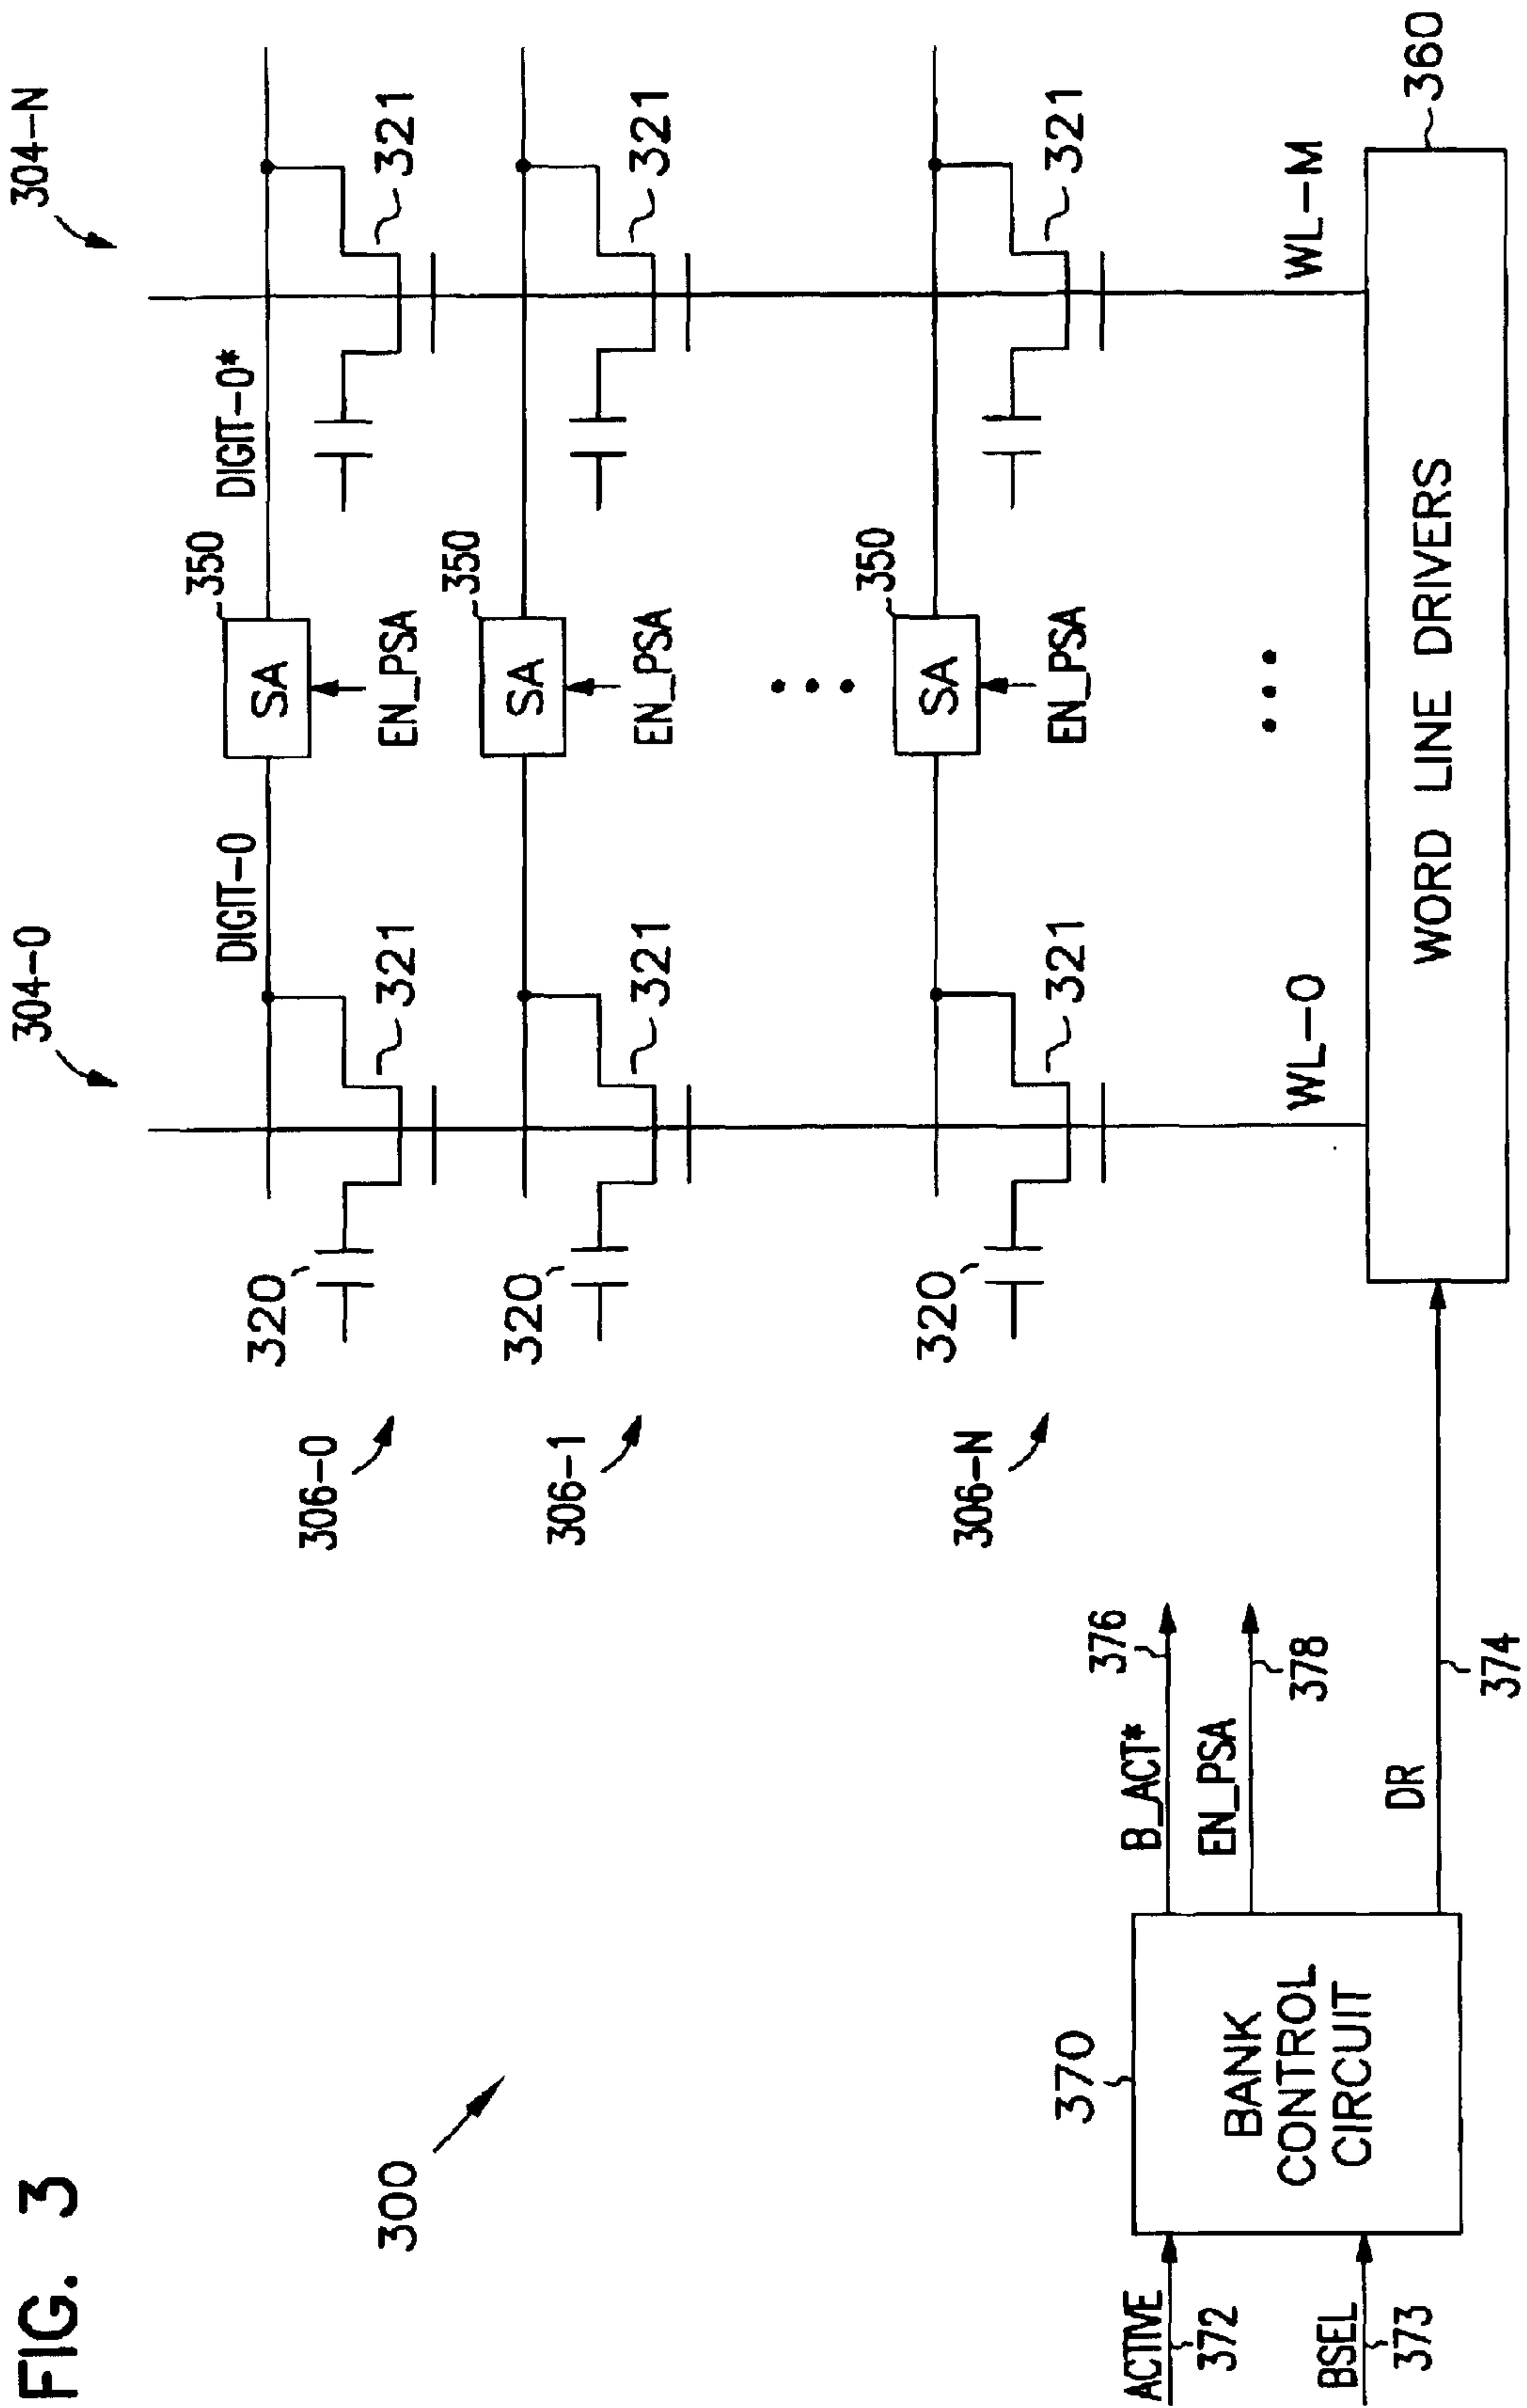 FIG. 3
300
304-0
304-N
DIGIT-0
350
DIGIT-0*
SA
EN_PSA
321
321
320
306-0
350
SA
EN_PSA
321
321
320
306-1
350
SA
EN_PSA
321
321
320
306-N
WL-0
WL-M
WORD LINE DRIVERS
360
370
ACTIVE
372
BSEL
373
BANK
CONTROL
CIRCUIT
B_ACT*
376
EN_PSA
378
DR
374